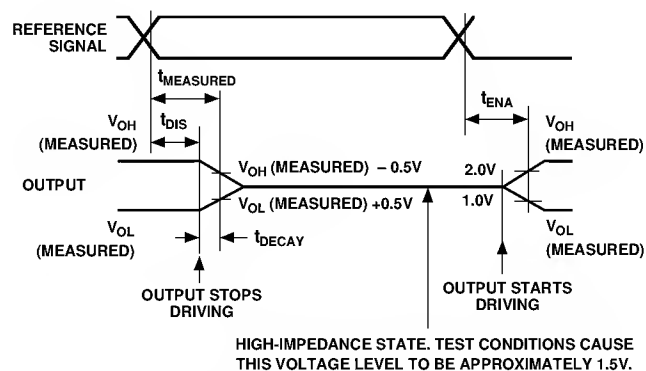 REFERENCE
SIGNAL
tMEASURED
tENA
VOH
(MEASURED)
tDIS
VOH
(MEASURED)
VOH (MEASURED) – 0.5V
2.0V
OUTPUT
VOL (MEASURED) +0.5V
1.0V
VOL
(MEASURED)
tDECAY
VOL
(MEASURED)
OUTPUT STOPS
DRIVING
OUTPUT STARTS
DRIVING
HIGH-IMPEDANCE STATE. TEST CONDITIONS CAUSE
THIS VOLTAGE LEVEL TO BE APPROXIMATELY 1.5V.